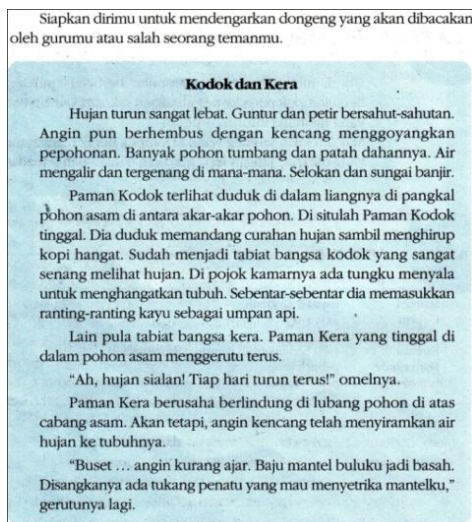 Siapkan dirimu untuk mendengarkan dongeng yang akan dibacakan
oleh gurumu atau salah seorang temanmu.
Kodok dan Kera
Hujan turun sangat lebat. Guntur dan petir bersahut-sahutan.
Angin pun berhembus dengan kencang menggoyangkan
pepohonan. Banyak pohon tumbang dan patah dahannya. Air
mengalir dan tergenang di mana-mana. Selokan dan sungai banjir.
Paman Kodok terlihat duduk di dalam liangnya di pangkal
pohon asam di antara akar-akar pohon. Di situlah Paman Kodok
tinggal. Dia duduk memandang curahan hujan sambil menghirup
kopi hangat. Sudah menjadi tabiat bangsa kodok yang sangat
senang melihat hujan. Di pojok kamarnya ada tungku menyala
untuk menghangatkan tubuh. Sebentar-sebentar dia memasukkan
ranting-ranting kayu sebagai umpan api.
Lain pula tabiat bangsa kera. Paman Kera yang tinggal di
dalam pohon asam menggerutu terus.
“Ah, hujan sialan! Tiap hari turun terus!” omelnya.
Paman Kera berusaha berlindung di lubang pohon di atas
cabang asam. Akan tetapi, angin kencang telah menyiramkan air
hujan ke tubuhnya.
“Buset … angin kurang ajar. Baju mantel buluku jadi basah.
Disangkanya ada tukang penatu yang mau menyetrika mantelku,”
gerutunya lagi.